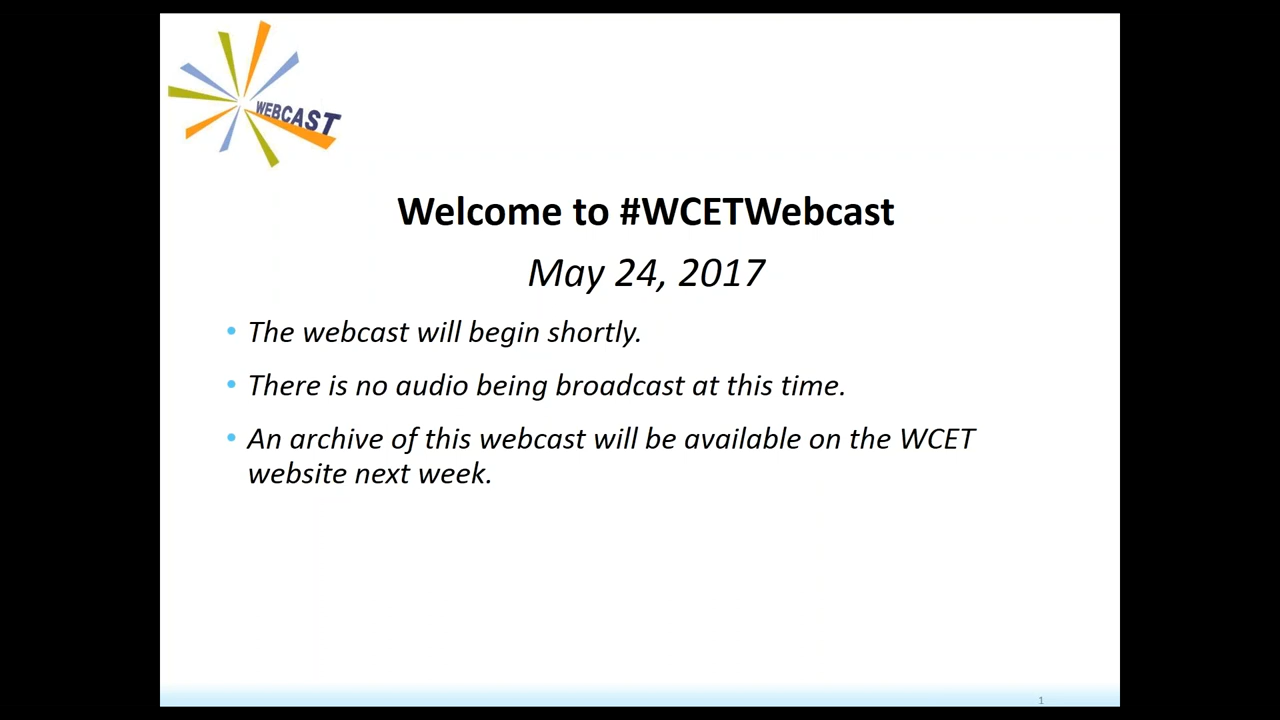 WEBCAST
Welcome to #WCETWebcast
May 24, 2017
• The webcast will begin shortly.
• There is no audio being broadcast at this time.
• An archive of this webcast will be available on the WCET
website next week.
1